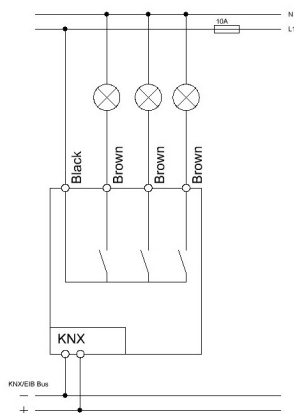 N
10A
L1
Black
Brown
Brown
Brown
KNX
KNX/EIB Bus
−
+